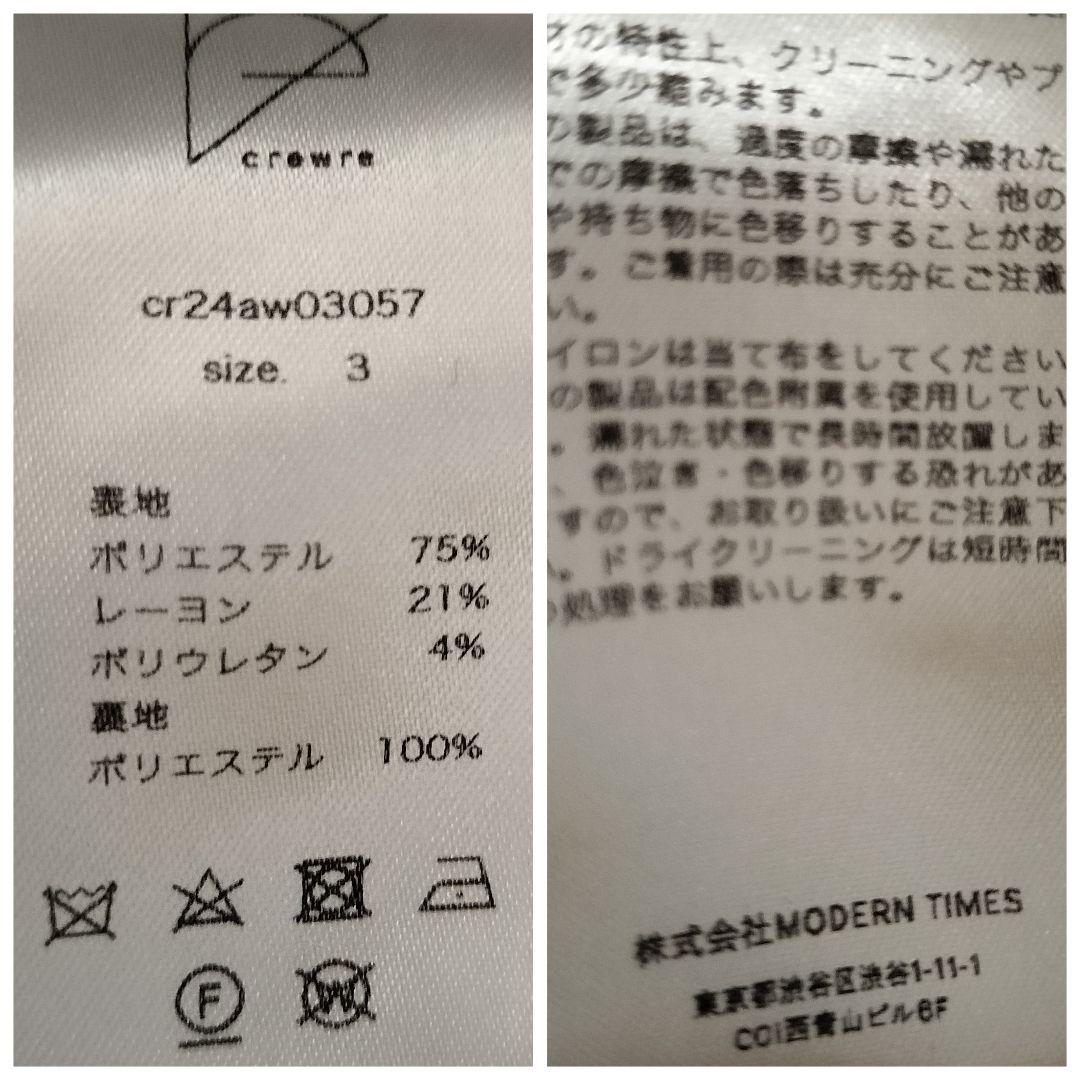 crewre
cr24aw03057
size. 3
表地
ポリエステル 75%
レーヨン 21%
ポリウレタン 4%
裏地
ポリエステル 100%
F
W
の特性上、クリーニングやプ
で多少縮みます。
の製品は、過度の摩擦や濡れた
での摩擦で色落ちしたり、他の
や持ち物に色移りすることがあ
す。ご着用の際は充分にご注意
い。
イロンは当て布をしてください
の製品は配色附属を使用してい
。濡れた状態で長時間放置しま
、色泣き・色移りする恐れがあ
すので、お取り扱いにご注意下
。ドライクリーニングは短時間
処理をお願いします。
株式会社MODERN TIMES
東京都渋谷区渋谷1-11-1
COI西青山ビル6F